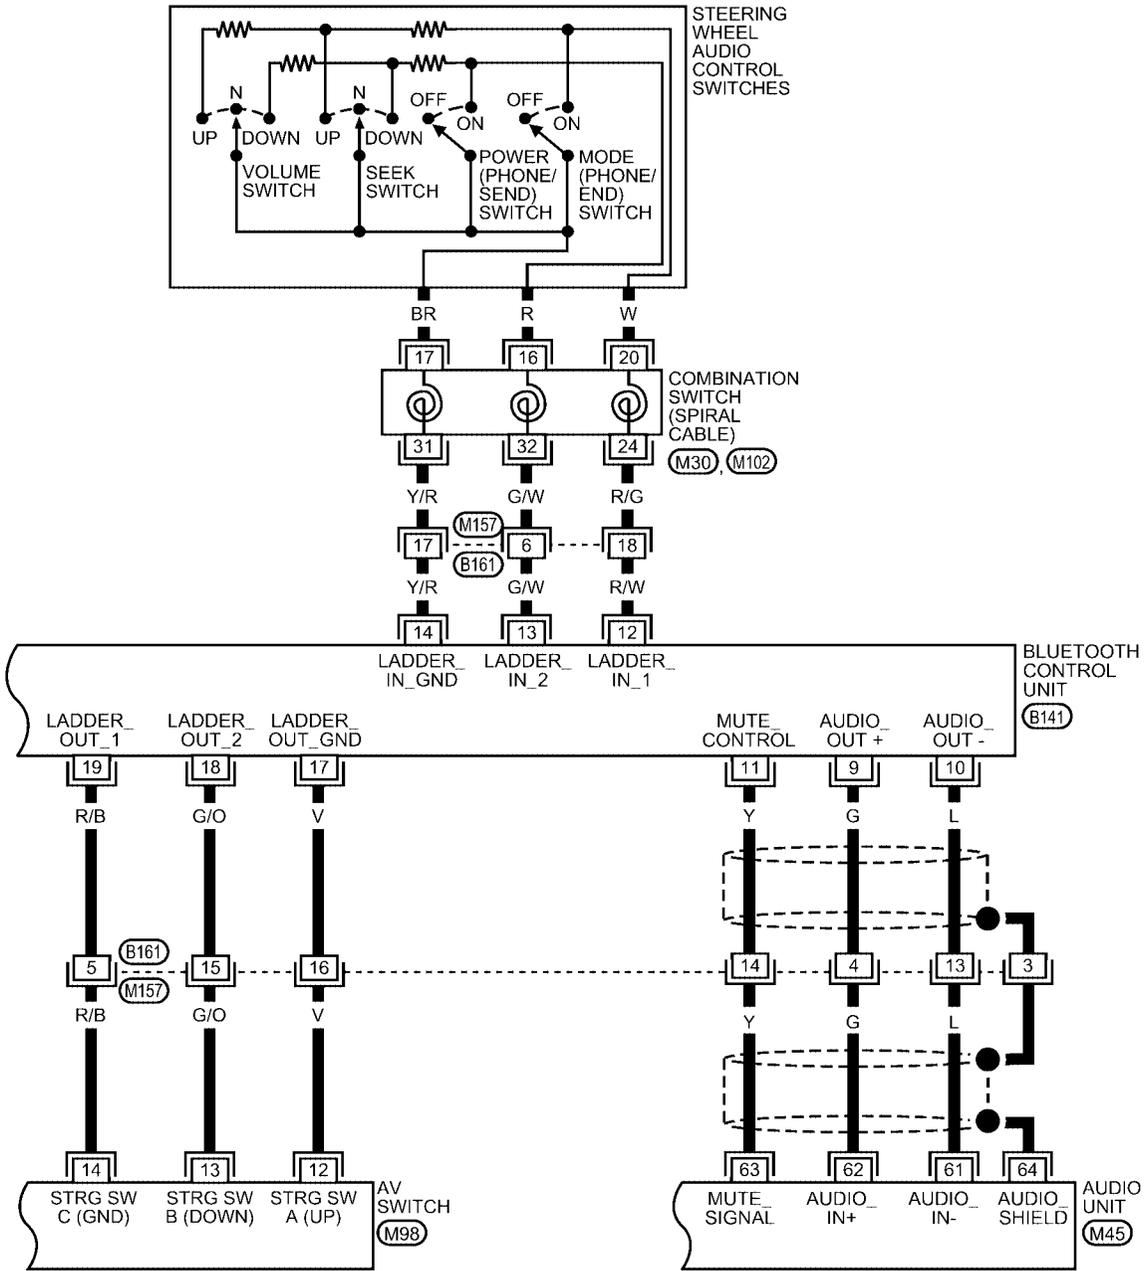 STEERING
WHEEL
AUDIO
CONTROL
SWITCHES
N N OFF OFF
UP DOWN UP DOWN ON ON
VOLUME
SWITCH
SEEK
SWITCH
POWER
(PHONE/
SEND)
SWITCH
MODE
(PHONE/
END)
SWITCH
BR R W
17 16 20
COMBINATION
SWITCH
(SPIRAL
CABLE)
M30, M102
31 32 24
Y/R G/W R/G
M157
17 6 18
B161
Y/R G/W R/W
14 13 12
LADDER_
IN_GND
LADDER_
IN_2
LADDER_
IN_1
BLUETOOTH
CONTROL
UNIT
B141
LADDER_
OUT_1
LADDER_
OUT_2
LADDER_
OUT_GND
MUTE_
CONTROL
AUDIO_
OUT +
AUDIO_
OUT -
19 18 17 11 9 10
R/B G/O V Y G L
B161
5 15 16 14 4 13 3
M157
R/B G/O V Y G L
14 13 12 63 62 61 64
STRG SW
C (GND)
STRG SW
B (DOWN)
STRG SW
A (UP)
AV
SWITCH
M98
MUTE_
SIGNAL
AUDIO_
IN+
AUDIO_
IN-
AUDIO_
SHIELD
AUDIO
UNIT
M45